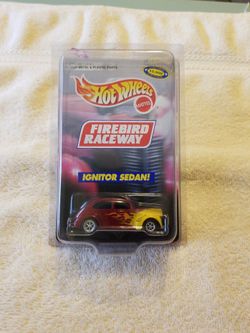 Hot Wheels
MATTEL
FIREBIRD
RACEWAY
IGNITOR SEDAN!